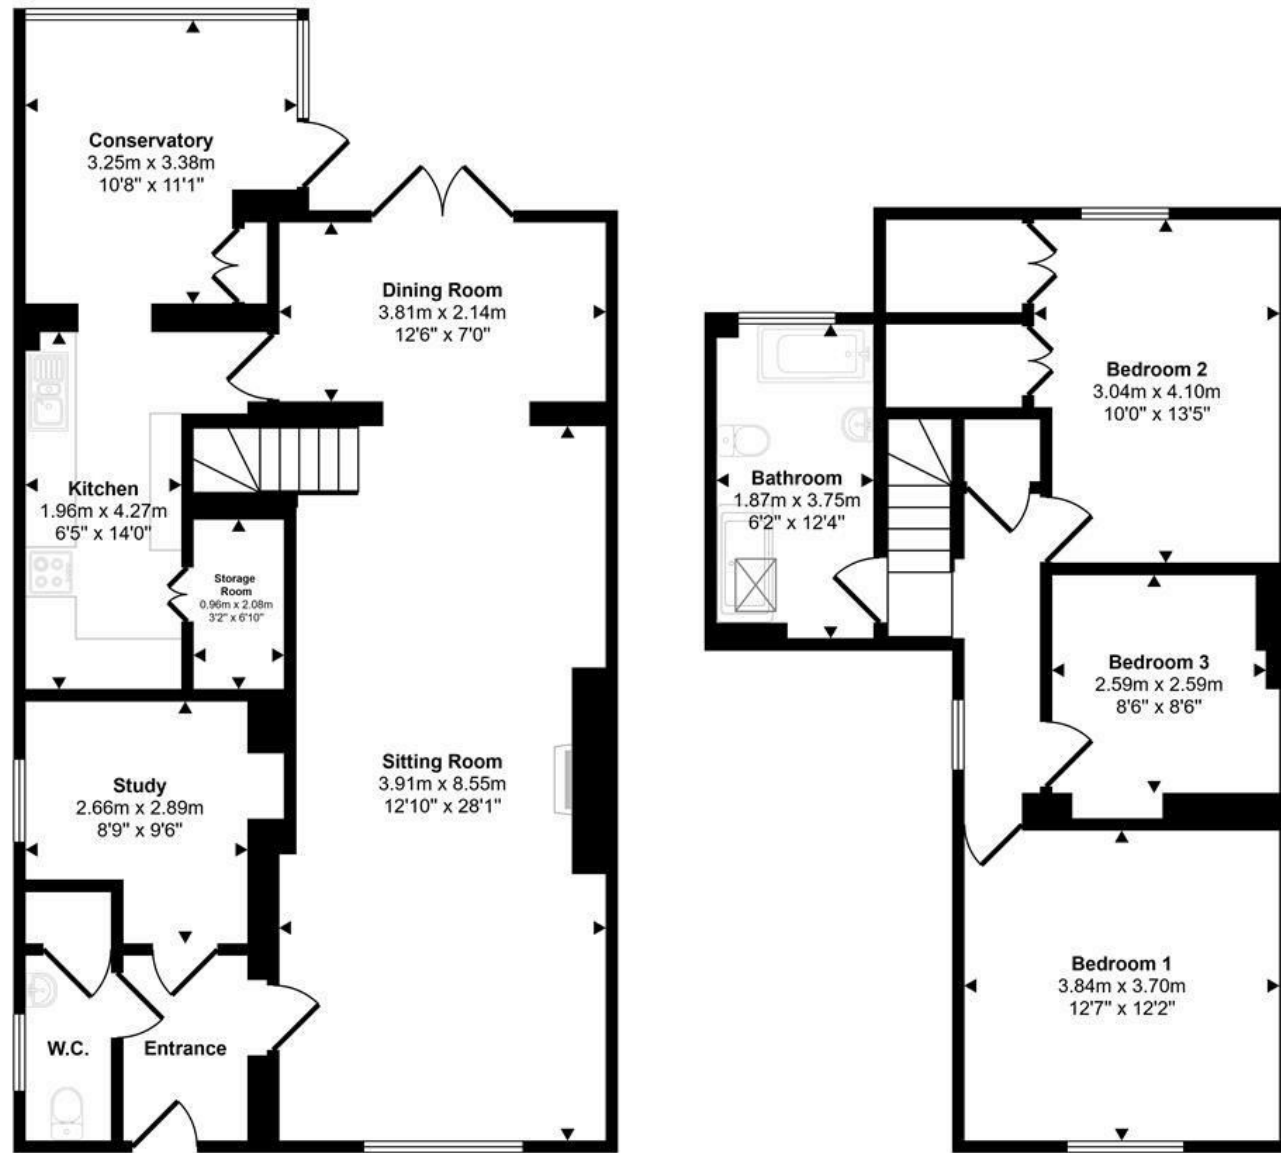 Conservatory
3.25m x 3.38m
10'8" x 11'1"
Dining Room
3.81m x 2.14m
12'6" x 7'0"
Kitchen
1.96m x 4.27m
6'5" x 14'0"
Storage
Room
0.96m x 2.08m
3'2" x 6'10"
Study
2.66m x 2.89m
8'9" x 9'6"
Sitting Room
3.91m x 8.55m
12'10" x 28'1"
W.C.
Entrance
Bedroom 2
3.04m x 4.10m
10'0" x 13'5"
Bathroom
1.87m x 3.75m
6'2" x 12'4"
Bedroom 3
2.59m x 2.59m
8'6" x 8'6"
Bedroom 1
3.84m x 3.70m
12'7" x 12'2"